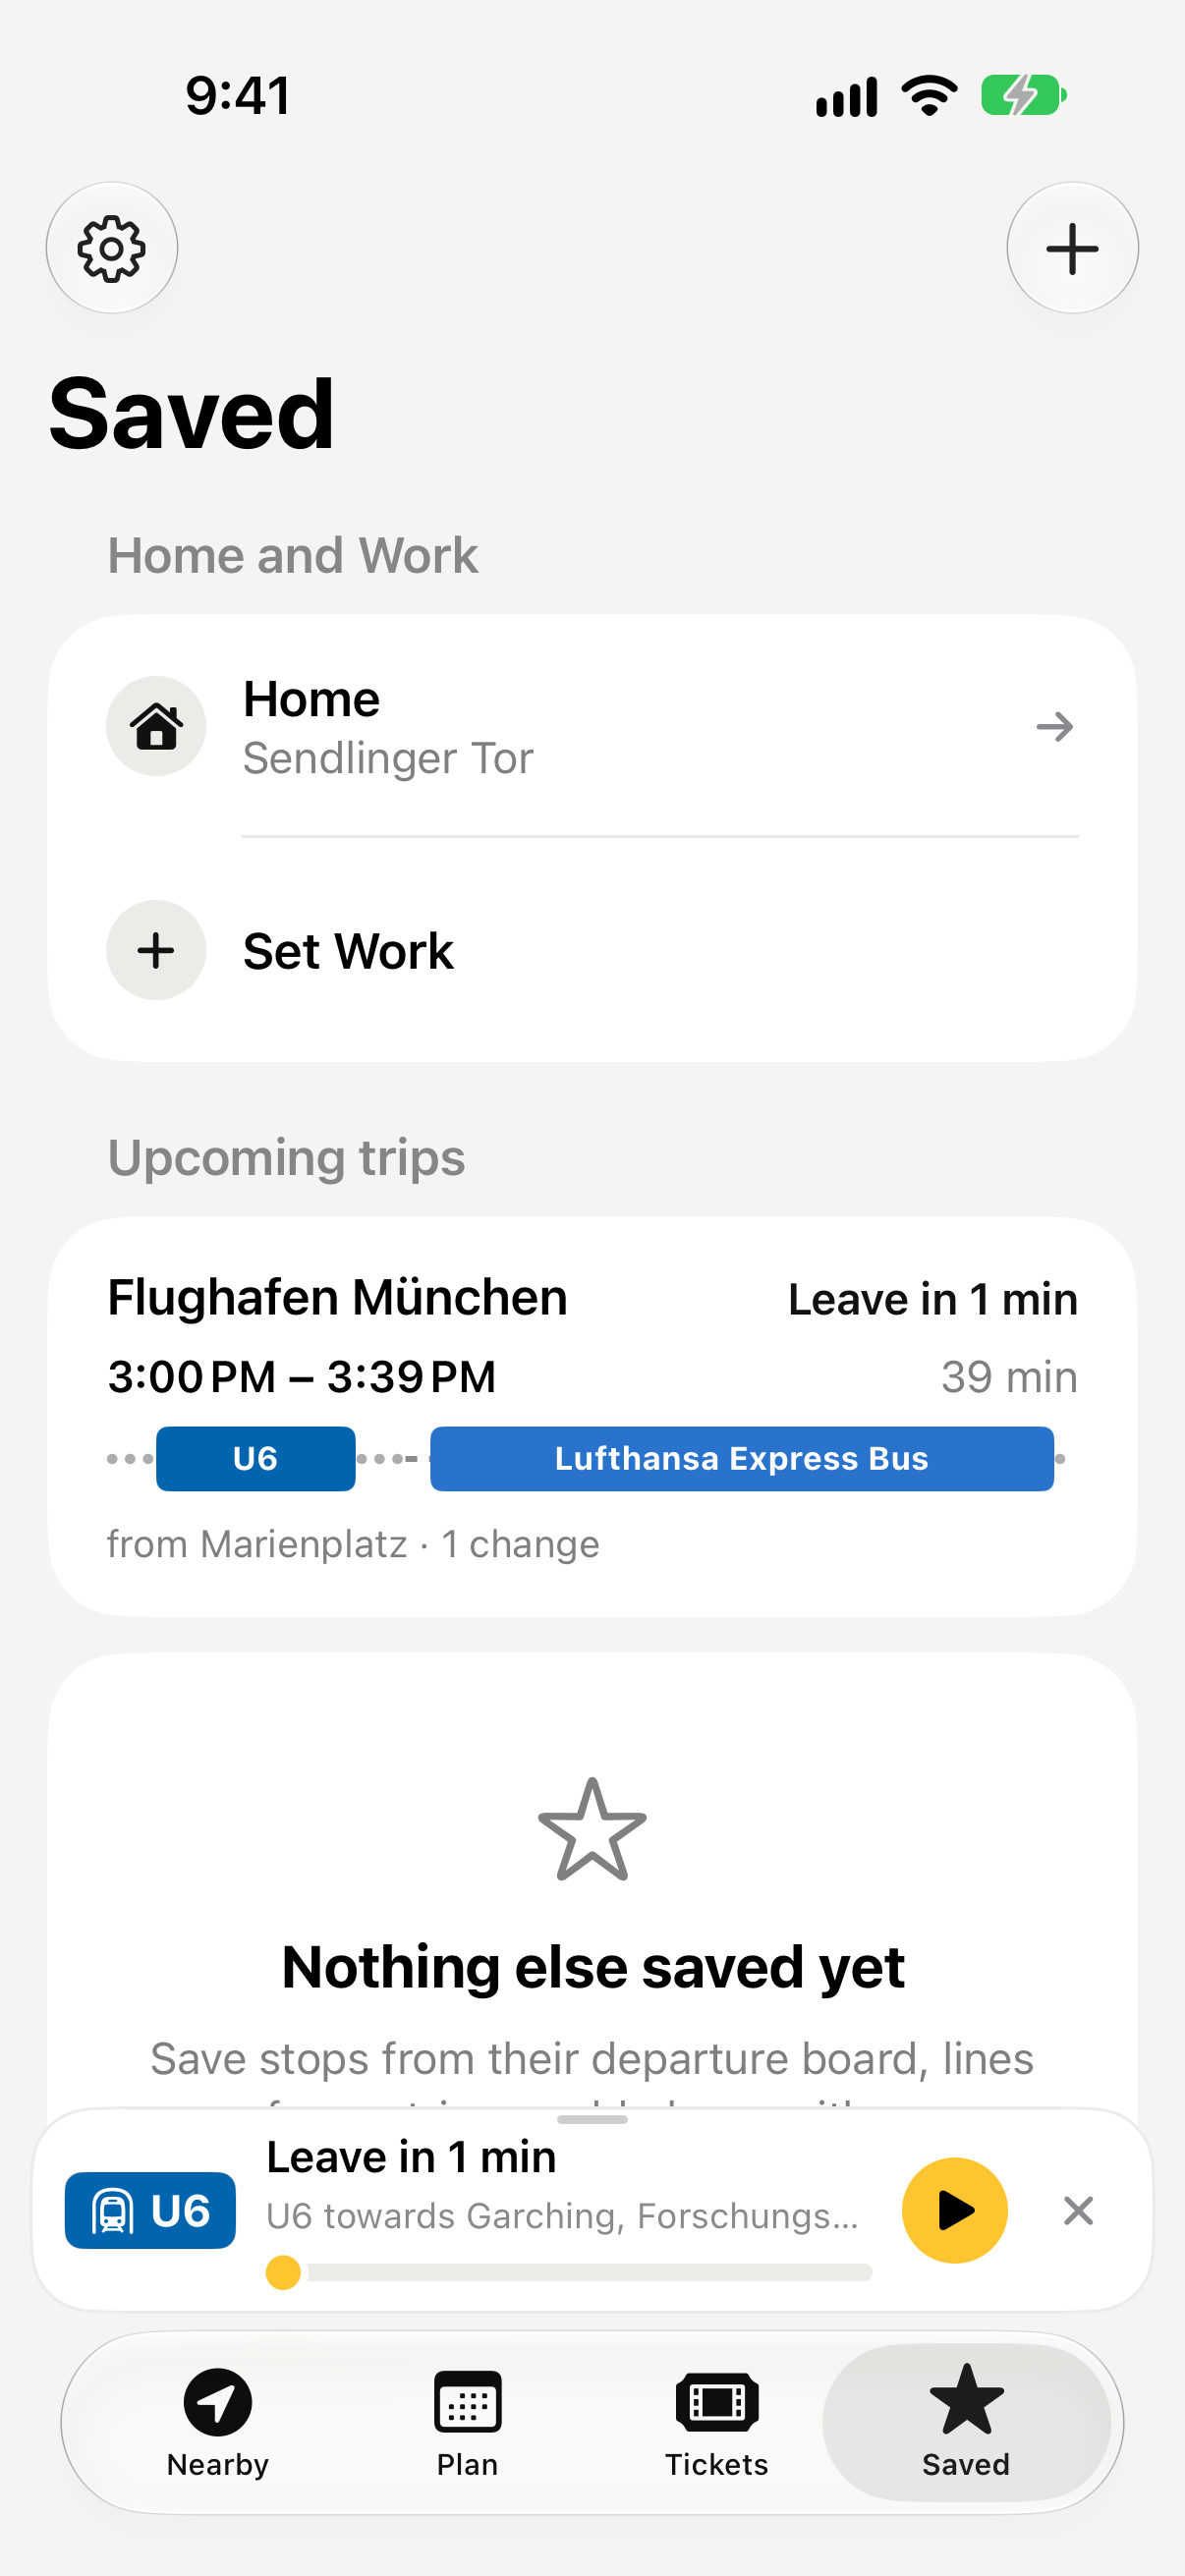 9:41
Saved
Home and Work
Home
Sendlinger Tor
Set Work
Upcoming trips
Flughafen München
Leave in 1 min
3:00 PM – 3:39 PM
39 min
U6
Lufthansa Express Bus
from Marienplatz · 1 change
Nothing else saved yet
Save stops from their departure board, lines
Leave in 1 min
U6
U6 towards Garching, Forschungs...
Nearby
Plan
Tickets
Saved